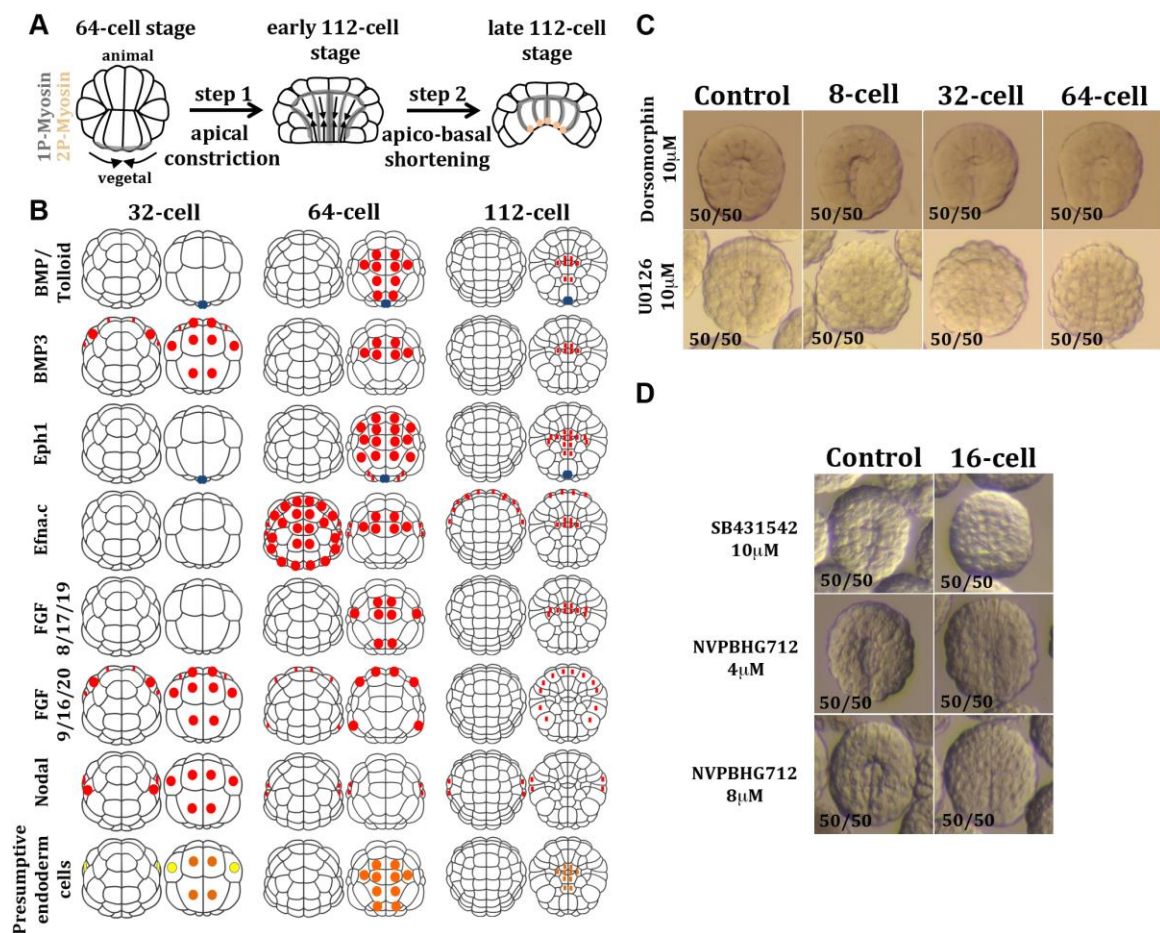 A
64-cell stage
animal
1P-Myosin
2P-Myosin
vegetal
step 1
apical
constriction
early 112-cell
stage
step 2
apico-basal
shortening
late 112-cell
stage
B
32-cell
64-cell
112-cell
BMP/
Tolloid
BMP3
Eph1
Efna.c
FGF
8/17/19
FGF
9/16/20
Nodal
Presumptive
endoderm
cells
C
Control
8-cell
32-cell
64-cell
Dorsomorphin
10μM
50/50
50/50
50/50
50/50
U0126
10μM
50/50
50/50
50/50
50/50
D
Control
16-cell
SB431542
10μM
50/50
50/50
NVPBHG712
4μM
50/50
50/50
NVPBHG712
8μM
50/50
50/50